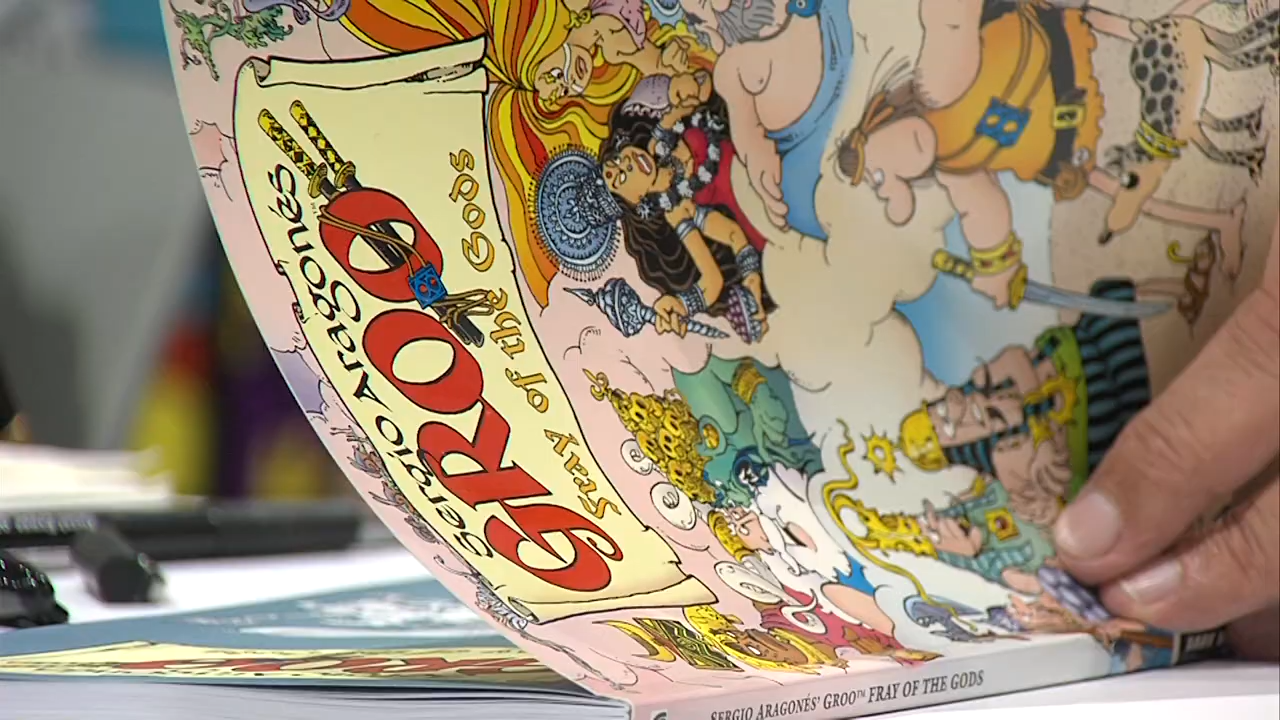 Sergio Aragonés
GROO
Fray of the Gods
SERGIO ARAGONÉS' GROO™ FRAY OF THE GODS